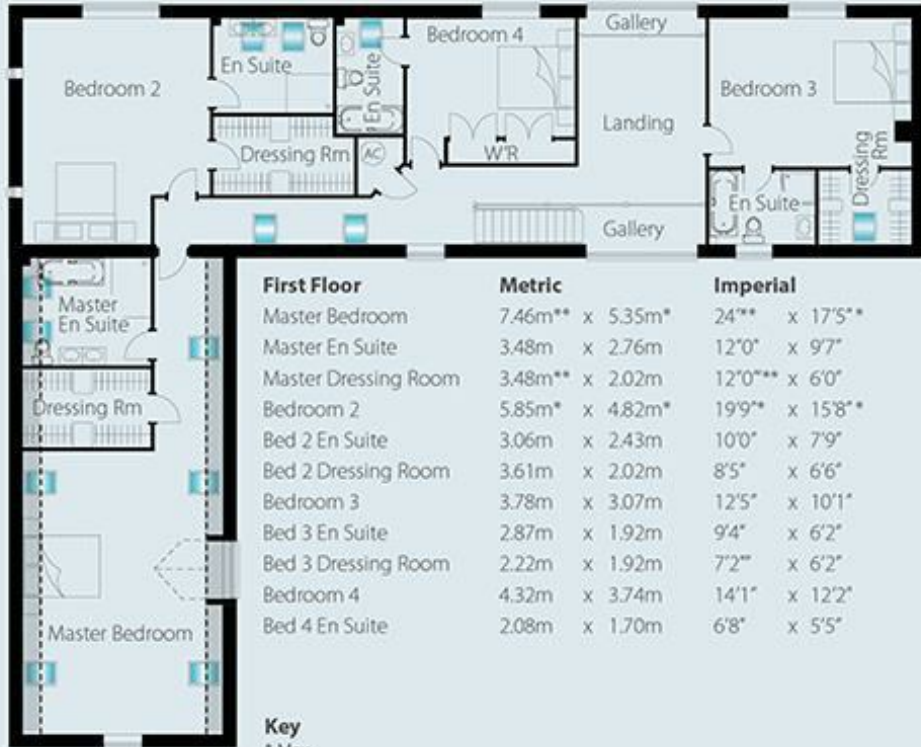 Gallery
Bedroom 4
En Suite
En Suite
Bedroom 2
Bedroom 3
Landing
Dressing Rm
AC
W'R
Dressing Rm
En Suite
Gallery
Master En Suite
Dressing Rm
Master Bedroom
First Floor Metric Imperial
Master Bedroom 7.46m** x 5.35m* 24'** x 17'5"*
Master En Suite 3.48m x 2.76m 12'0" x 9'7"
Master Dressing Room 3.48m** x 2.02m 12'0"** x 6'0"
Bedroom 2 5.85m* x 4.82m* 19'9"* x 15'8"*
Bed 2 En Suite 3.06m x 2.43m 10'0" x 7'9"
Bed 2 Dressing Room 3.61m x 2.02m 8'5" x 6'6"
Bedroom 3 3.78m x 3.07m 12'5" x 10'1"
Bed 3 En Suite 2.87m x 1.92m 9'4" x 6'2"
Bed 3 Dressing Room 2.22m x 1.92m 7'2"" x 6'2"
Bedroom 4 4.32m x 3.74m 14'1" x 12'2"
Bed 4 En Suite 2.08m x 1.70m 6'8" x 5'5"
Key